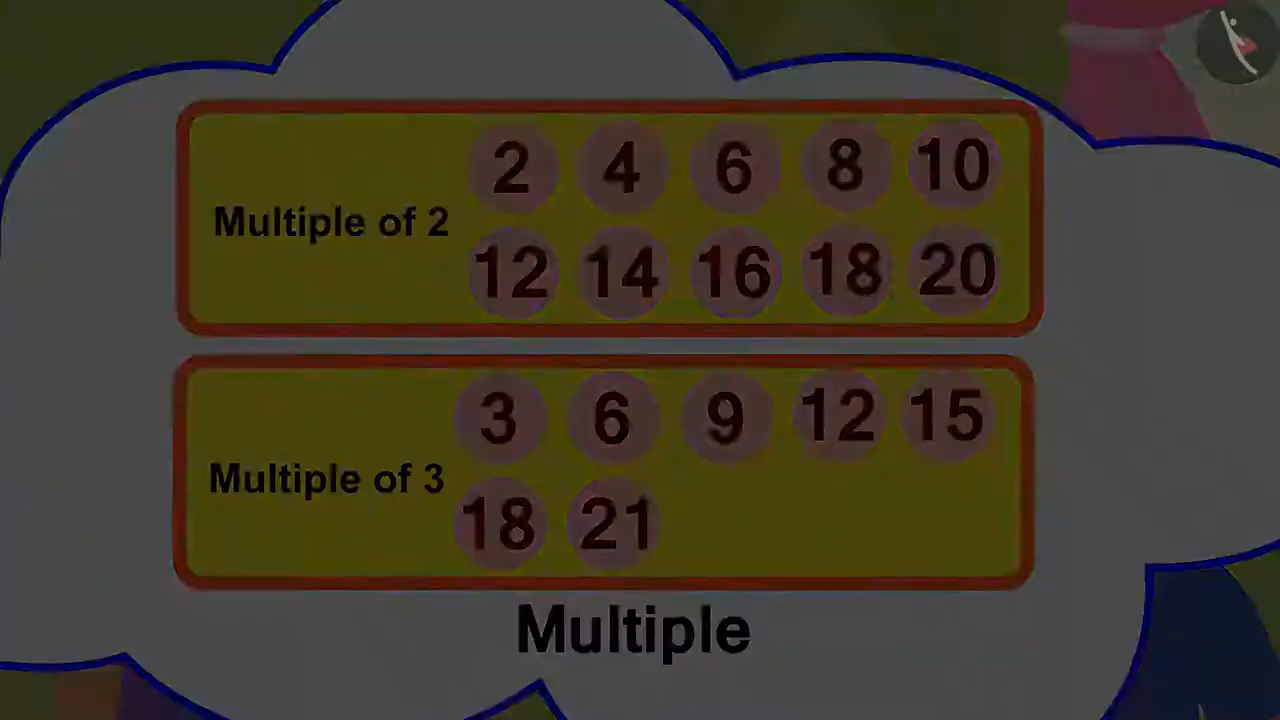 2 4 6 8 10
Multiple of 2
12 14 16 18 20
3 6 9 12 15
Multiple of 3
18 21
Multiple